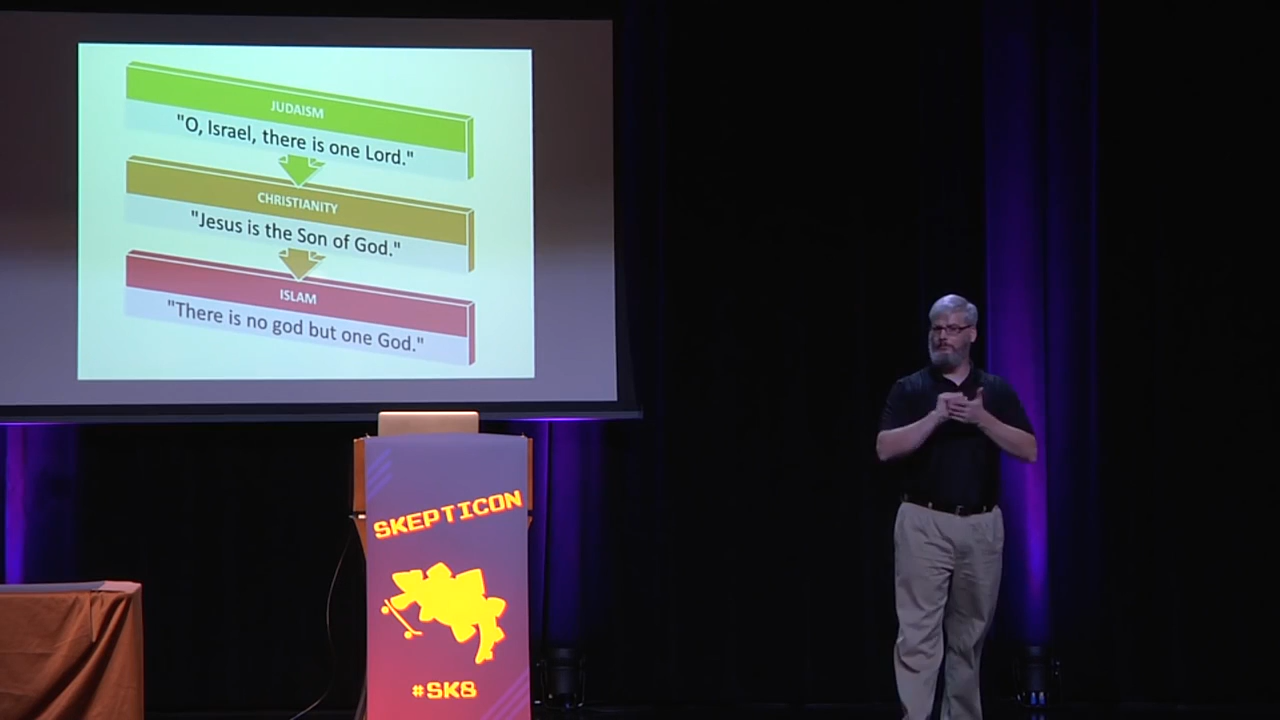 JUDAISM
"O, Israel, there is one Lord."
CHRISTIANITY
"Jesus is the Son of God."
ISLAM
"There is no god but one God."
SKEPTICON
#SK8